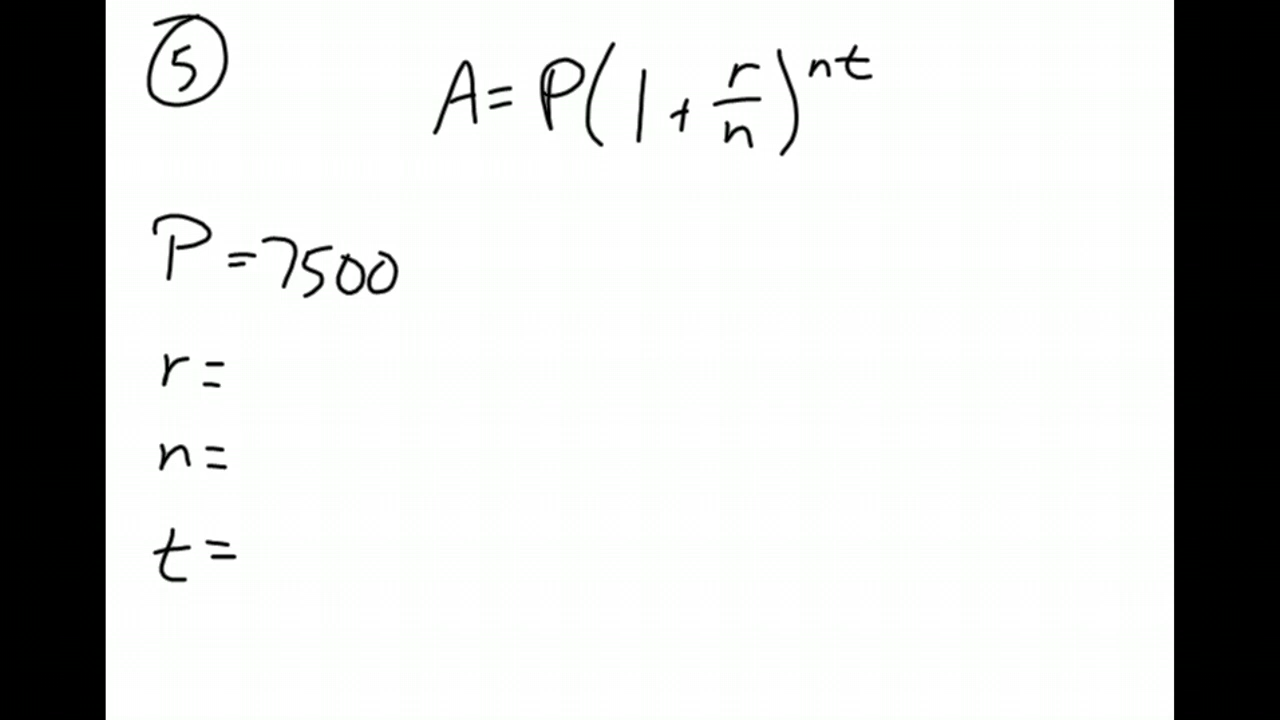 5
A = P(1 + r/n)^nt
P = 7500
r =
n =
t =